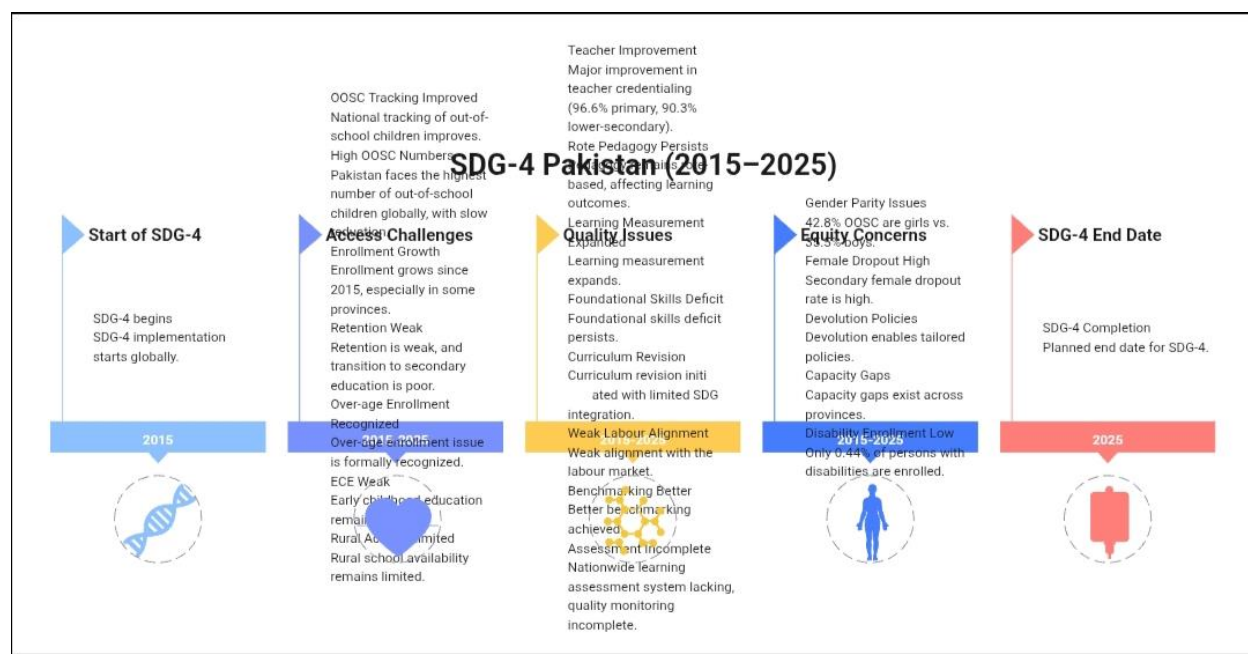 SDG-4 Pakistan (2015–2025)
Start of SDG-4
SDG-4 begins
SDG-4 implementation
starts globally.
2015
Access Challenges
OOSC Tracking Improved
National tracking of out-of-
school children improves.
High OOSC Numbers
Pakistan faces the highest
number of out-of-school
children globally, with slow
reduction.
Enrollment Growth
Enrollment grows since
2015, especially in some
provinces.
Retention Weak
Retention is weak, and
transition to secondary
education is poor.
Over-age Enrollment
Recognized
Over-age enrollment issue
is formally recognized.
ECE Weak
Early childhood education
Rural limited
Rural school availability
remains limited.
2015-2025
Quality Issues
Teacher Improvement
Major improvement in
teacher credentialing
(96.6% primary, 90.3%
lower-secondary).
Rote Pedagogy Persists
based, affecting learning
outcomes.
Learning Measurement
Expanded
Learning measurement
expands.
Foundational Skills Deficit
Foundational skills deficit
persists.
Curriculum Revision
Curriculum revision initi
ated with limited SDG
integration.
Weak Labour Alignment
Weak alignment with the
labour market.
Benchmarking Better
Better benchmarking
achieved
Assessment Incomplete
Nationwide learning
assessment system lacking,
quality monitoring
incomplete.
2015-2025
Equity Concerns
Gender Parity Issues
42.8% OOSC are girls vs.
boys.
Female Dropout High
Secondary female dropout
rate is high.
Devolution Policies
Devolution enables tailored
policies.
Capacity Gaps
Capacity gaps exist across
provinces.
Disability Enrollment Low
Only 0.44% of persons with
disabilities are enrolled.
2015-2025
SDG-4 End Date
SDG-4 Completion
Planned end date for SDG-4.
2025